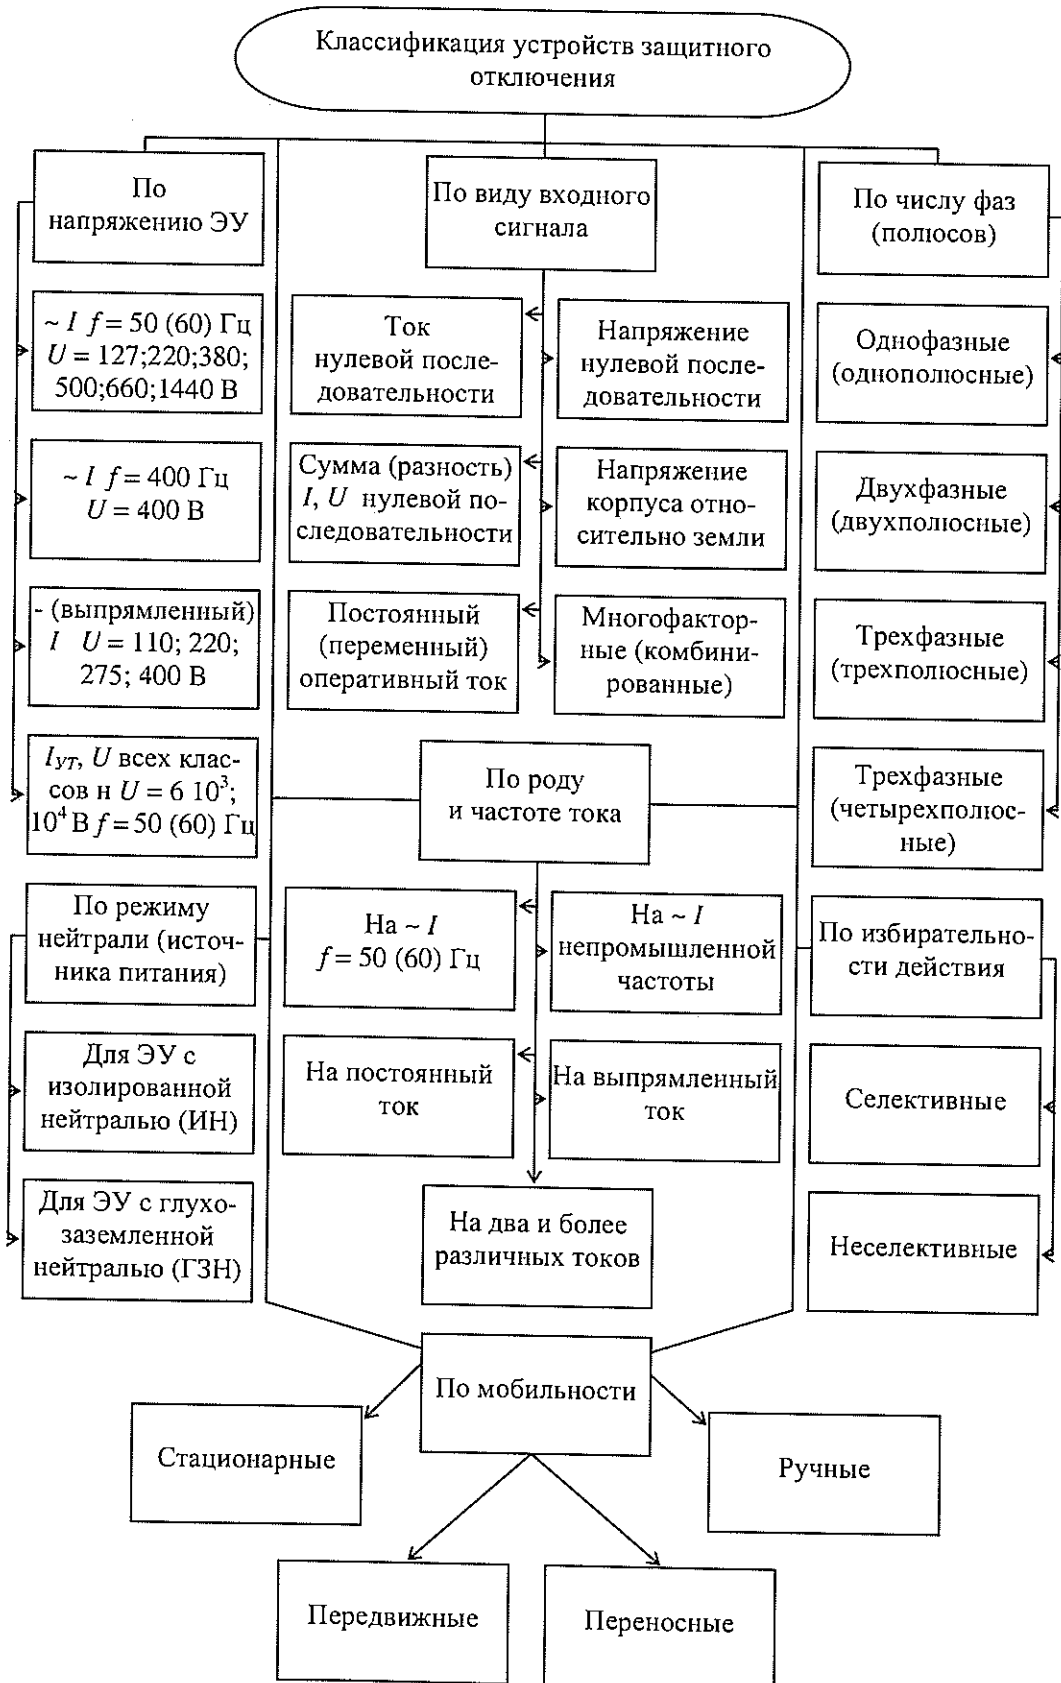 Классификация устройств защитного
отключения
По
напряжению ЭУ
~ I f = 50 (60) Гц
U = 127;220;380;
500;660;1440 В
~ I f = 400 Гц
U = 400 В
- (выпрямленный)
I U = 110; 220;
275; 400 В
I_УТ, U всех клас-
сов н U = 6 10³;
10⁴ В f = 50 (60) Гц
По виду входного
сигнала
Ток
нулевой после-
довательности
Напряжение
нулевой после-
довательности
Сумма (разность)
I, U нулевой по-
следовательности
Напряжение
корпуса отно-
сительно земли
Постоянный
(переменный)
оперативный ток
Многофактор-
ные (комбини-
рованные)
По числу фаз
(полюсов)
Однофазные
(однополюсные)
Двухфазные
(двухполюсные)
Трехфазные
(трехполюсные)
Трехфазные
(четырехполюс-
ные)
По роду
и частоте тока
На ~ I
f = 50 (60) Гц
На ~ I
непромышленной
частоты
На постоянный
ток
На выпрямленный
ток
На два и более
различных токов
По режиму
нейтрали (источ-
ника питания)
Для ЭУ с
изолированной
нейтралью (ИН)
Для ЭУ с глухо-
заземленной
нейтралью (ГЗН)
По избирательно-
сти действия
Селективные
Неселективные
По мобильности
Стационарные
Ручные
Передвижные
Переносные